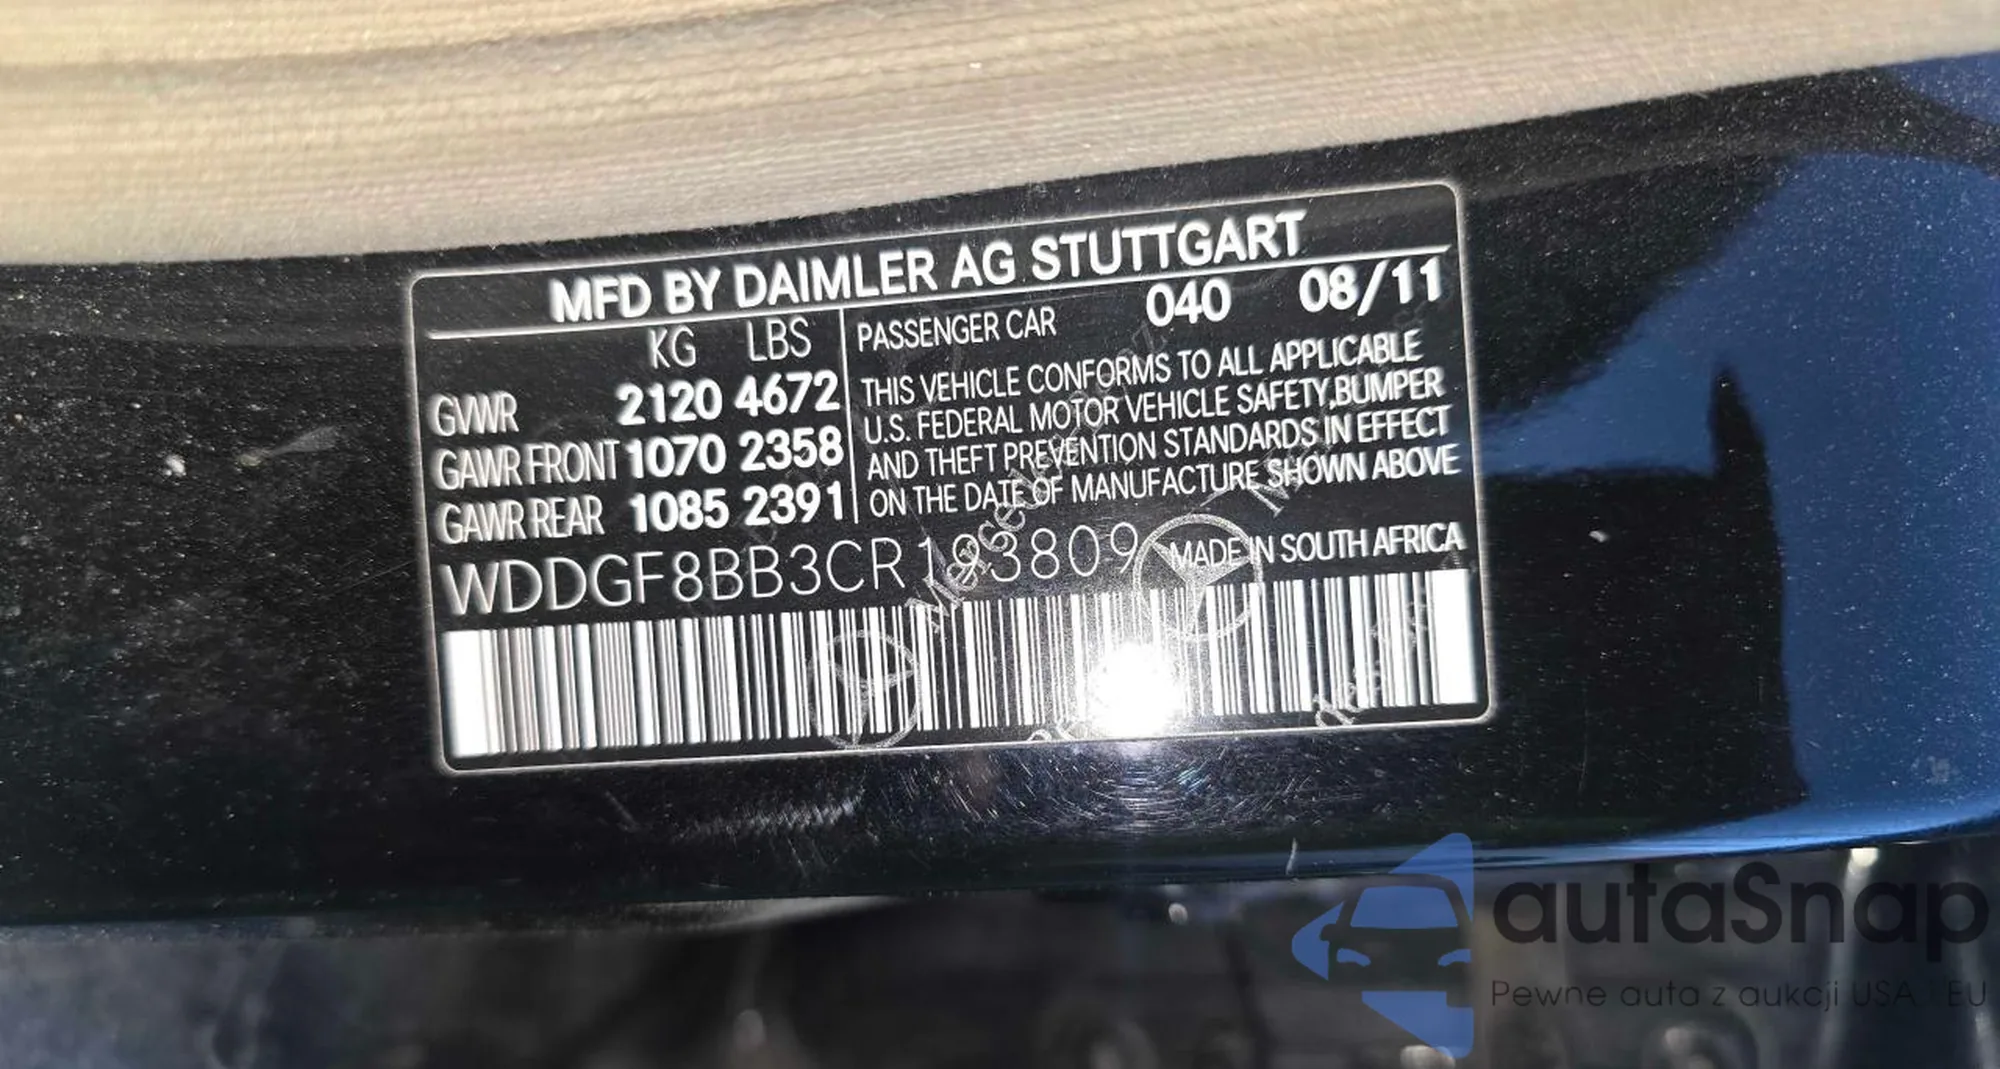 MFD BY DAIMLER AG STUTTGART
KG LBS
GVWR 2120 4672
GAWR FRONT 1070 2358
GAWR REAR 1085 2391
PASSENGER CAR 040 08/11
THIS VEHICLE CONFORMS TO ALL APPLICABLE
U.S. FEDERAL MOTOR VEHICLE SAFETY,BUMPER
AND THEFT PREVENTION STANDARDS IN EFFECT
ON THE DATE OF MANUFACTURE SHOWN ABOVE
WDDGF8BB3CR193809 MADE IN SOUTH AFRICA
autaSnap
Pewne auta z aukcji USA i EU